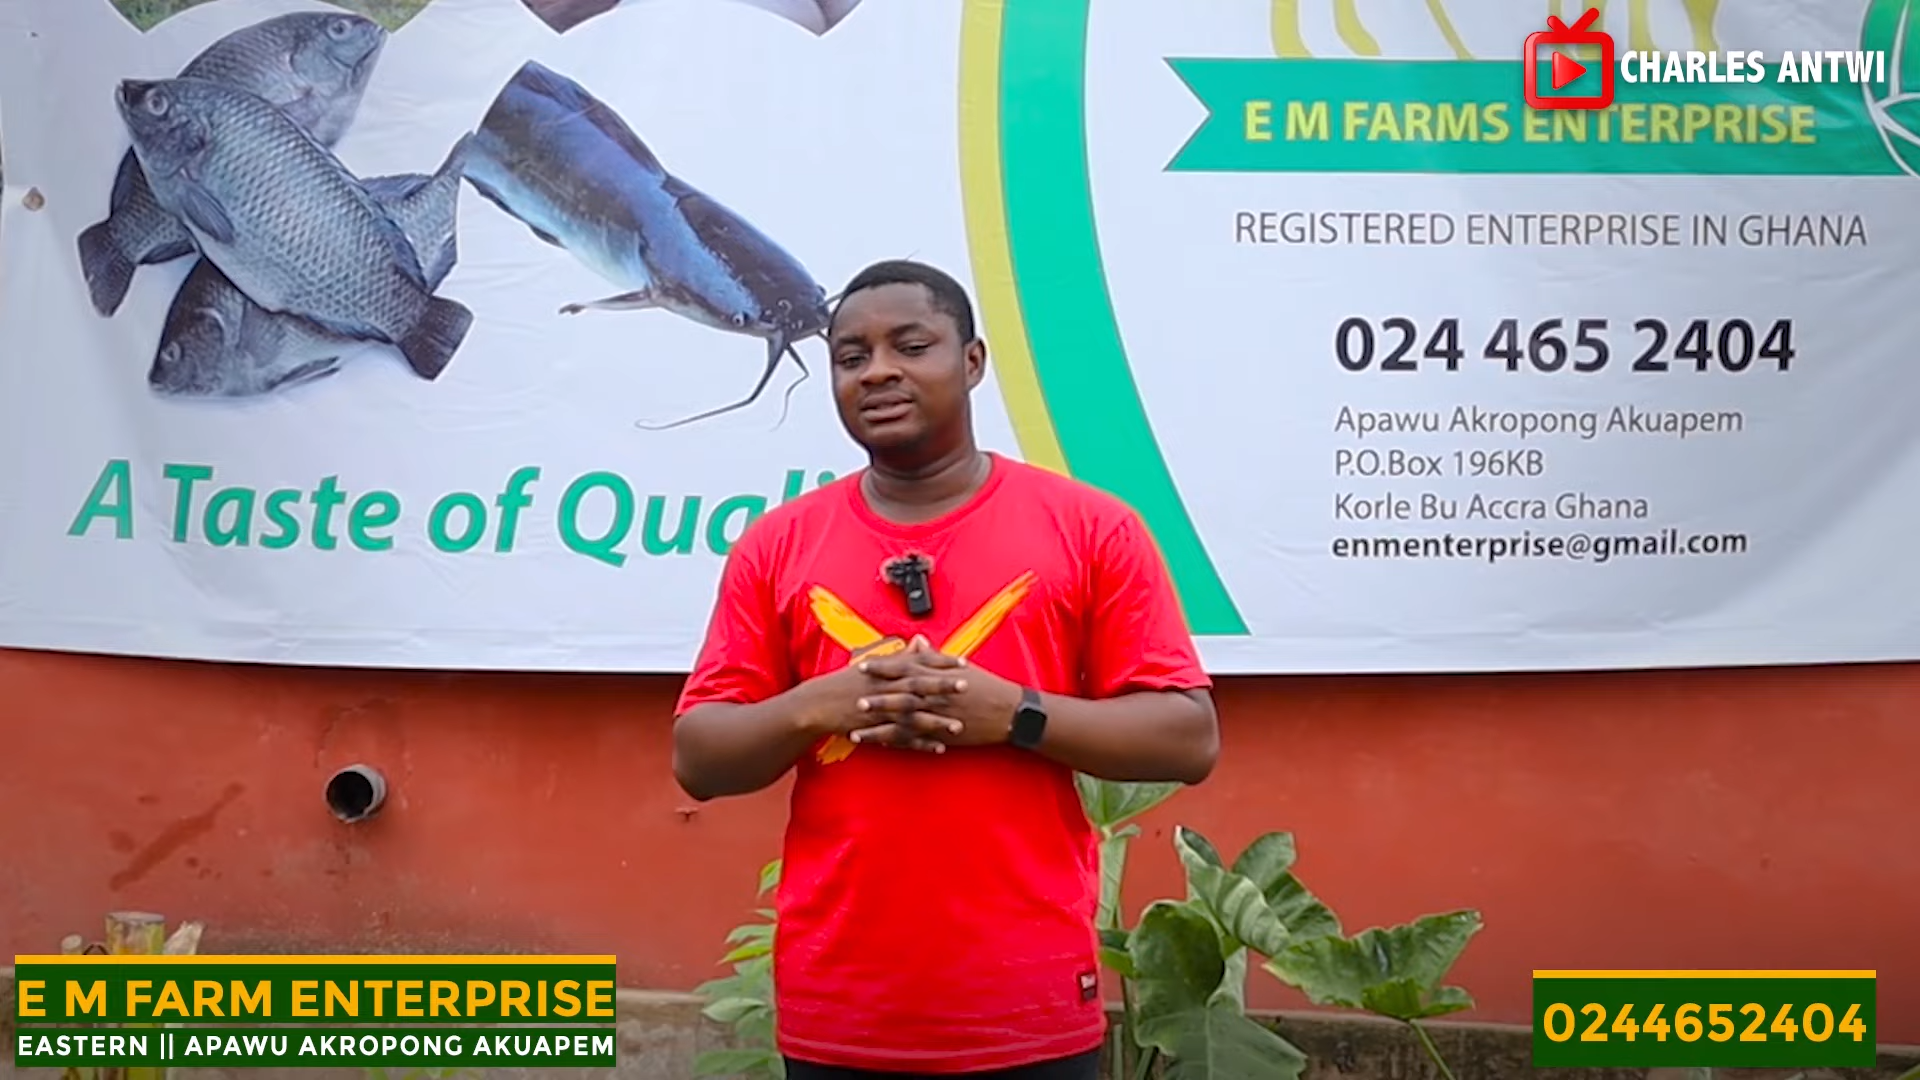 CHARLES ANTWI
E M FARMS ENTERPRISE
REGISTERED ENTERPRISE IN GHANA
024 465 2404
Apawu Akropong Akuapem
P.O.Box 196KB
Korle Bu Accra Ghana
enmenterprise@gmail.com
A Taste of Quali
E M FARM ENTERPRISE
EASTERN || APAWU AKROPONG AKUAPEM
0244652404